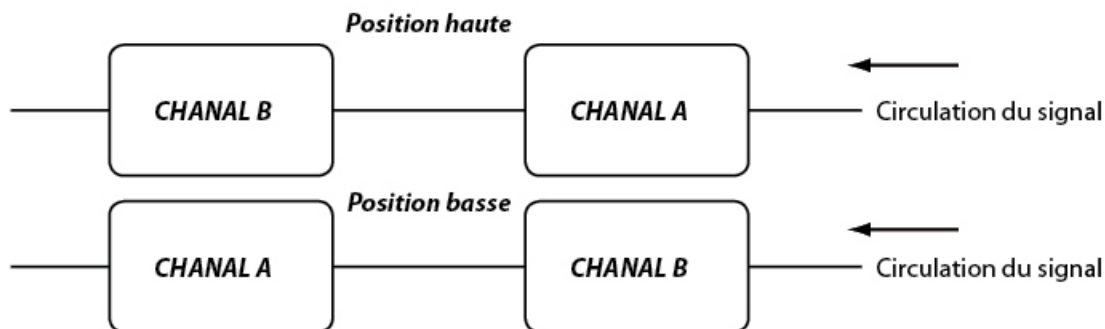 Position haute
CHANAL B CHANAL A Circulation du signal
Position basse
CHANAL A CHANAL B Circulation du signal